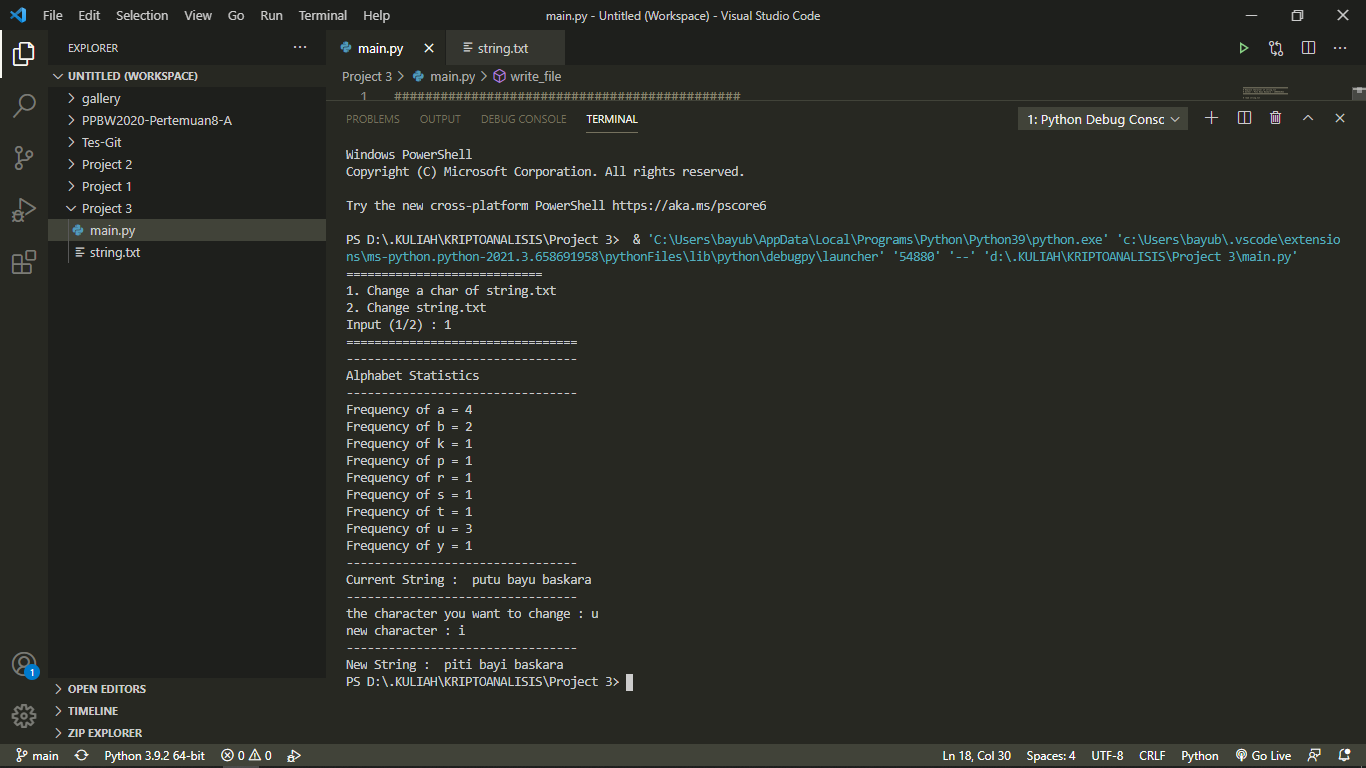 File Edit Selection View Go Run Terminal Help
main.py - Untitled (Workspace) - Visual Studio Code
EXPLORER
UNTITLED (WORKSPACE)
gallery
PPBW2020-Pertemuan8-A
Tes-Git
Project 2
Project 1
Project 3
main.py
string.txt
OPEN EDITORS
TIMELINE
ZIP EXPLORER
1
main.py string.txt
Project 3 > main.py > write_file
1 #############################################
PROBLEMS OUTPUT DEBUG CONSOLE TERMINAL
1: Python Debug Consc
Windows PowerShell
Copyright (C) Microsoft Corporation. All rights reserved.
Try the new cross-platform PowerShell https://aka.ms/pscore6
PS D:\.KULIAH\KRIPTOANALISIS\Project 3>  & 'C:\Users\bayub\AppData\Local\Programs\Python\Python39\python.exe' 'c:\Users\bayub\.vscode\extensio
ns\ms-python.python-2021.3.658691958\pythonFiles\lib\python\debugpy\launcher' '54880' '--' 'd:\.KULIAH\KRIPTOANALISIS\Project 3\main.py'
============================
1. Change a char of string.txt
2. Change string.txt
Input (1/2) : 1
=================================
---------------------------------
Alphabet Statistics
---------------------------------
Frequency of a = 4
Frequency of b = 2
Frequency of k = 1
Frequency of p = 1
Frequency of r = 1
Frequency of s = 1
Frequency of t = 1
Frequency of u = 3
Frequency of y = 1
---------------------------------
Current String :  putu bayu baskara
---------------------------------
the character you want to change : u
new character : i
---------------------------------
New String :  piti bayi baskara
PS D:\.KULIAH\KRIPTOANALISIS\Project 3>
main Python 3.9.2 64-bit 0 0 Ln 18, Col 30 Spaces: 4 UTF-8 CRLF Python Go Live